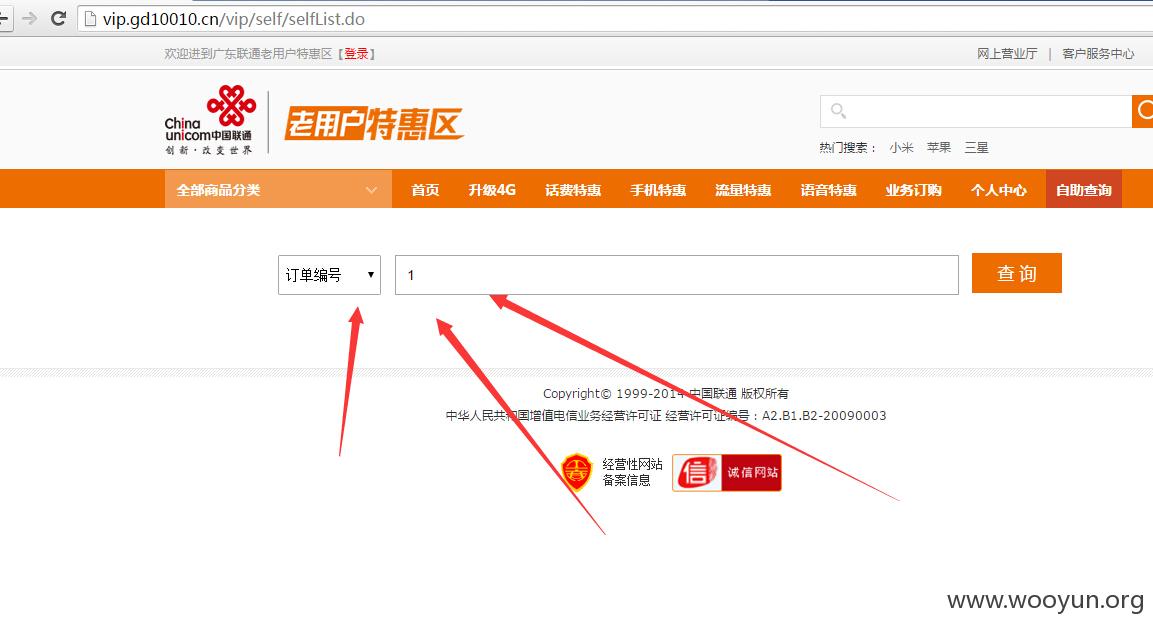 vip.gd10010.cn/vip/self/selfList.do
欢迎进到广东联通老用户特惠区【登录】
网上营业厅 | 客户服务中心
China unicom中国联通
创新·改变世界
老用户特惠区
热门搜索： 小米 苹果 三星
全部商品分类 首页 升级4G 话费特惠 手机特惠 流量特惠 语音特惠 业务订购 个人中心 自助查询
订单编号 1 查 询
Copyright© 1999-2014 中国联通 版权所有
中华人民共和国增值电信业务经营许可证 经营许可证编号：A2.B1.B2-20090003
经营性网站
备案信息
信 诚信网站
www.wooyun.org